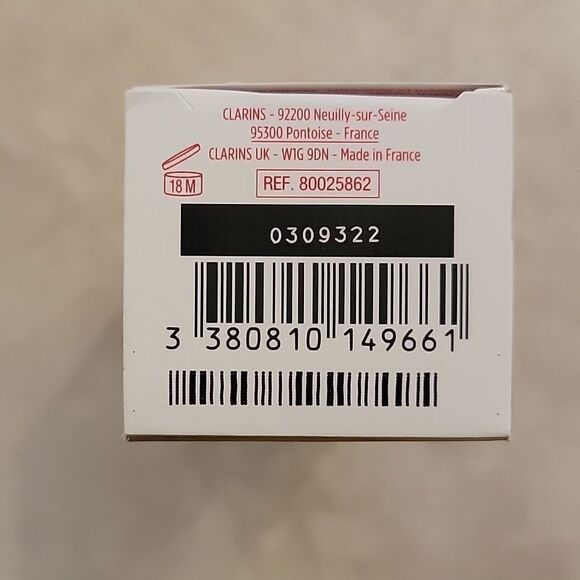 CLARINS - 92200 Neuilly-sur-Seine
95300 Pontoise - France
CLARINS UK - W1G 9DN - Made in France
18 M
REF. 80025862
0309322
3 380810 149661